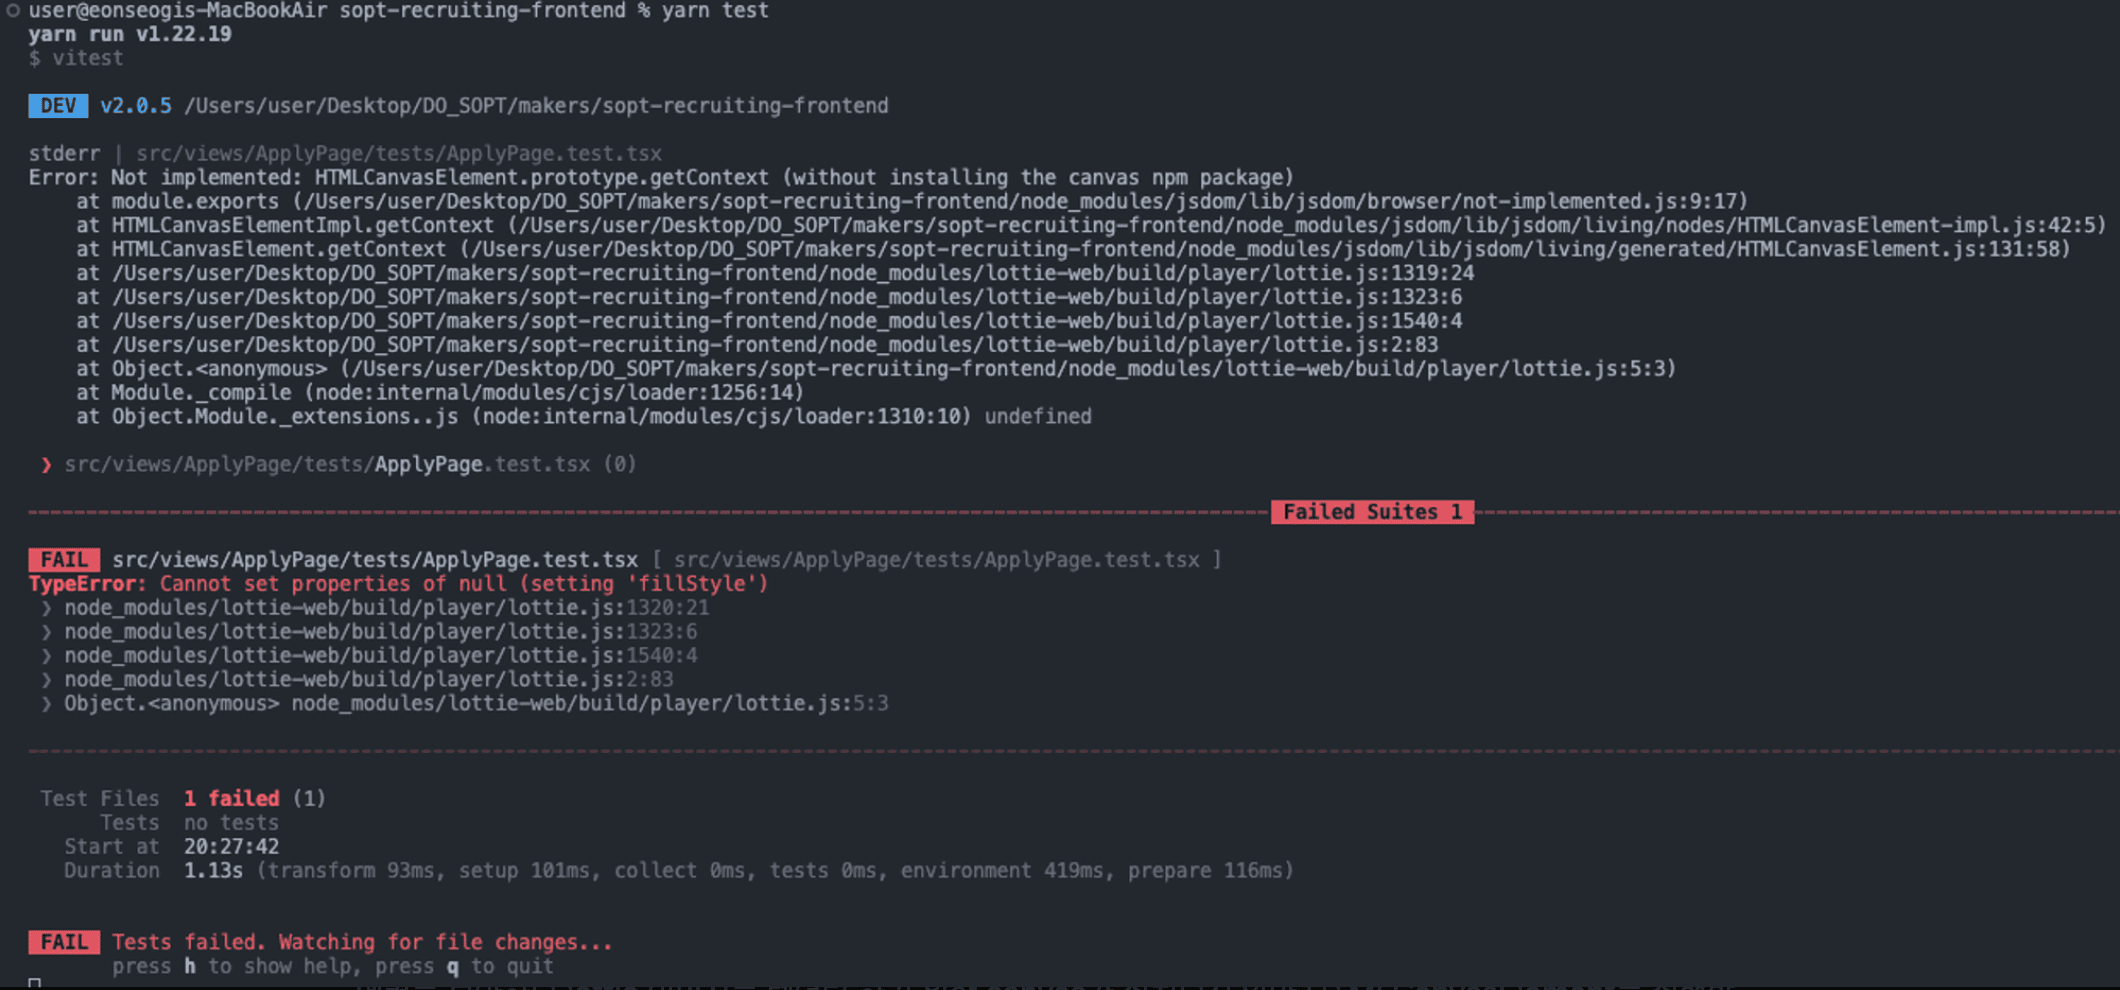 user@eonseogis-MacBookAir sopt-recruiting-frontend % yarn test
yarn run v1.22.19
$ vitest
DEV v2.0.5 /Users/user/Desktop/DO_SOPT/makers/sopt-recruiting-frontend
stderr | src/views/ApplyPage/tests/ApplyPage.test.tsx
Error: Not implemented: HTMLCanvasElement.prototype.getContext (without installing the canvas npm package)
at module.exports (/Users/user/Desktop/DO_SOPT/makers/sopt-recruiting-frontend/node_modules/jsdom/lib/jsdom/browser/not-implemented.js:9:17)
at HTMLCanvasElementImpl.getContext (/Users/user/Desktop/DO_SOPT/makers/sopt-recruiting-frontend/node_modules/jsdom/lib/jsdom/living/nodes/HTMLCanvasElement-impl.js:42:5)
at HTMLCanvasElement.getContext (/Users/user/Desktop/DO_SOPT/makers/sopt-recruiting-frontend/node_modules/jsdom/lib/jsdom/living/generated/HTMLCanvasElement.js:131:58)
at /Users/user/Desktop/DO_SOPT/makers/sopt-recruiting-frontend/node_modules/lottie-web/build/player/lottie.js:1319:24
at /Users/user/Desktop/DO_SOPT/makers/sopt-recruiting-frontend/node_modules/lottie-web/build/player/lottie.js:1323:6
at /Users/user/Desktop/DO_SOPT/makers/sopt-recruiting-frontend/node_modules/lottie-web/build/player/lottie.js:1540:4
at /Users/user/Desktop/DO_SOPT/makers/sopt-recruiting-frontend/node_modules/lottie-web/build/player/lottie.js:2:83
at Object.<anonymous> (/Users/user/Desktop/DO_SOPT/makers/sopt-recruiting-frontend/node_modules/lottie-web/build/player/lottie.js:5:3)
at Module._compile (node:internal/modules/cjs/loader:1256:14)
at Object.Module._extensions..js (node:internal/modules/cjs/loader:1310:10) undefined
❯ src/views/ApplyPage/tests/ApplyPage.test.tsx (0)
Failed Suites 1
FAIL src/views/ApplyPage/tests/ApplyPage.test.tsx [ src/views/ApplyPage/tests/ApplyPage.test.tsx ]
TypeError: Cannot set properties of null (setting 'fillStyle')
❯ node_modules/lottie-web/build/player/lottie.js:1320:21
❯ node_modules/lottie-web/build/player/lottie.js:1323:6
❯ node_modules/lottie-web/build/player/lottie.js:1540:4
❯ node_modules/lottie-web/build/player/lottie.js:2:83
❯ Object.<anonymous> node_modules/lottie-web/build/player/lottie.js:5:3
Test Files 1 failed (1)
Tests no tests
Start at 20:27:42
Duration 1.13s (transform 93ms, setup 101ms, collect 0ms, tests 0ms, environment 419ms, prepare 116ms)
FAIL Tests failed. Watching for file changes...
press h to show help, press q to quit